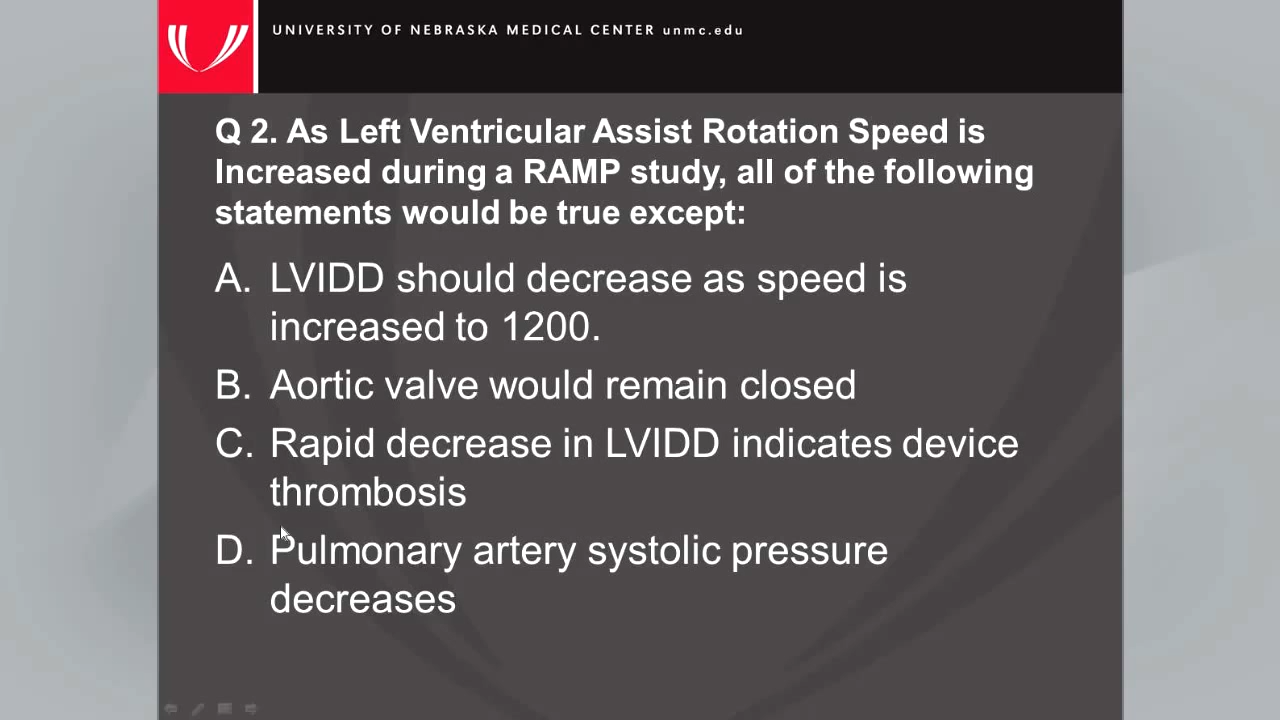 UNIVERSITY OF NEBRASKA MEDICAL CENTER unmc.edu
Q 2. As Left Ventricular Assist Rotation Speed is
Increased during a RAMP study, all of the following
statements would be true except:
A. LVIDD should decrease as speed is
increased to 1200.
B. Aortic valve would remain closed
C. Rapid decrease in LVIDD indicates device
thrombosis
D. Pulmonary artery systolic pressure
decreases